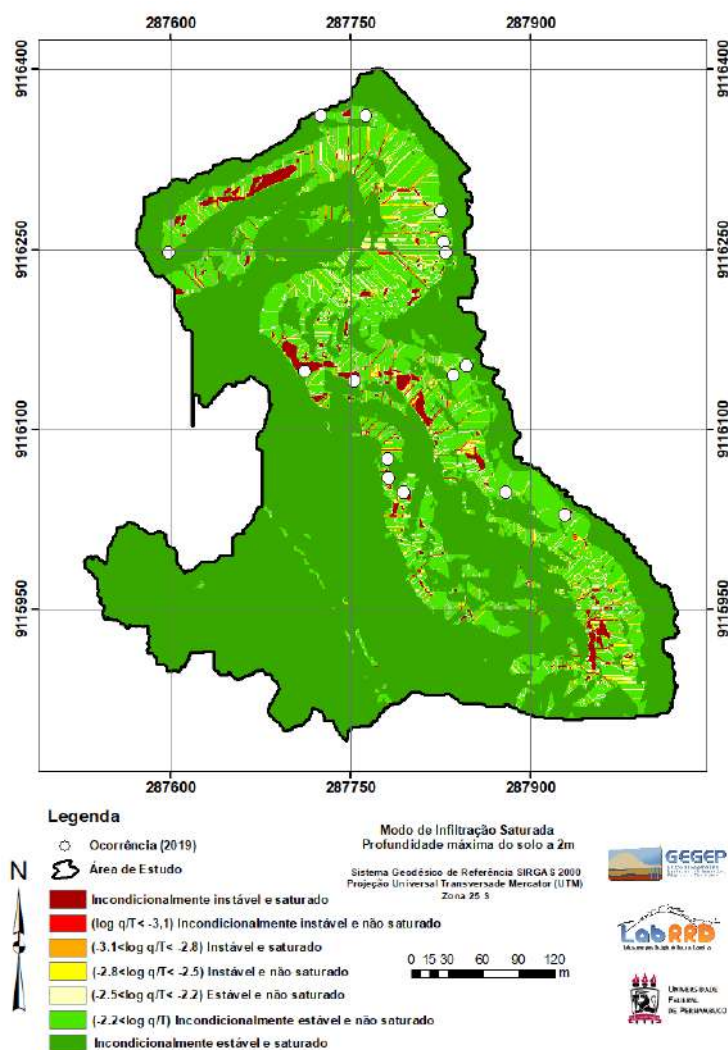 287600 287750 287900
9116400 9116400
9116250 9116250
9116100 9116100
9115950 9115950
287600 287750 287900
Legenda
Ocorrência (2019)
Área de Estudo
Incondicionalmente instável e saturado
(log q/T< -3,1) Incondicionalmente instável e não saturado
(-3.1<log q/T< -2.8) Instável e saturado
(-2.8<log q/T< -2.5) Instável e não saturado
(-2.5<log q/T< -2.2) Estável e não saturado
(-2.2<log q/T) Incondicionalmente estável e não saturado
Incondicionalmente estável e saturado
N
Modo de Infiltração Saturada
Profundidade máxima do solo a 2m
Sistema Geodésico de Referência SIRGAS 2000
Projeção Universal Transversade Mercator (UTM)
Zona 25 S
0 15 30 60 90 120
m
GEGEP
LabRRD
UNIVERSIDADE
FEDERAL
DE PERNAMBUCO